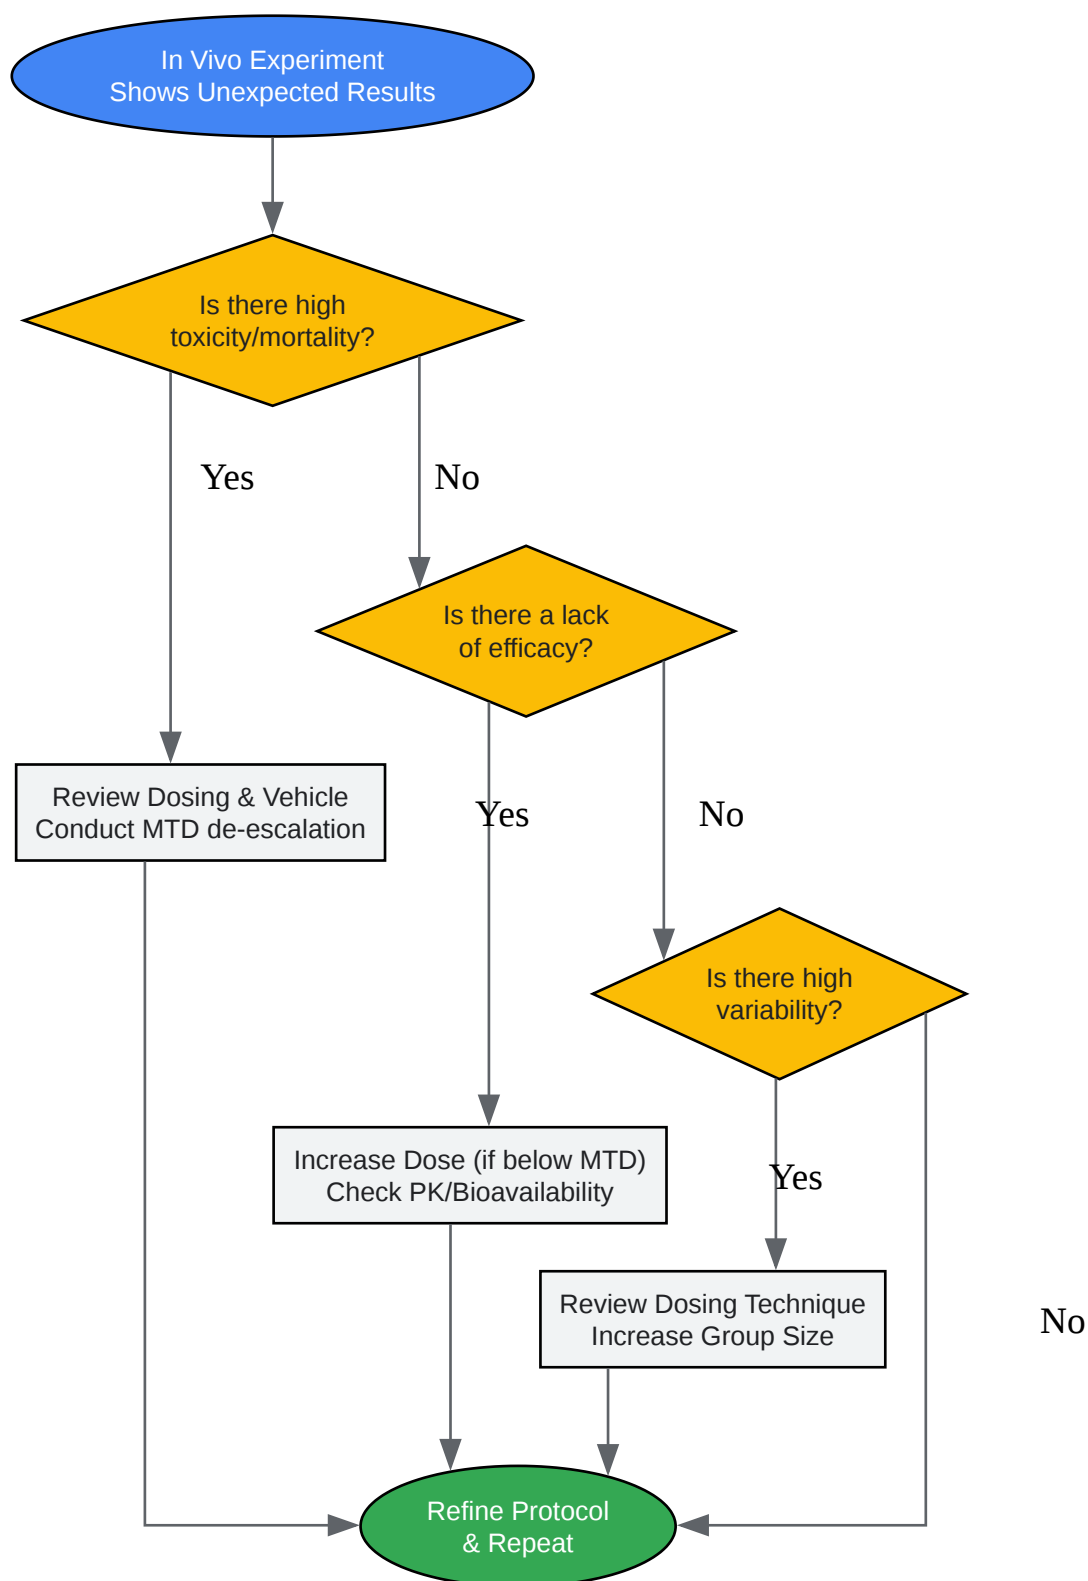 In Vivo Experiment
Shows Unexpected Results
Is there high
toxicity/mortality?
Yes
No
Is there a lack
of efficacy?
Review Dosing & Vehicle
Conduct MTD de-escalation
Yes
No
Is there high
variability?
Increase Dose (if below MTD)
Check PK/Bioavailability
Yes
Review Dosing Technique
Increase Group Size
No
Refine Protocol
& Repeat